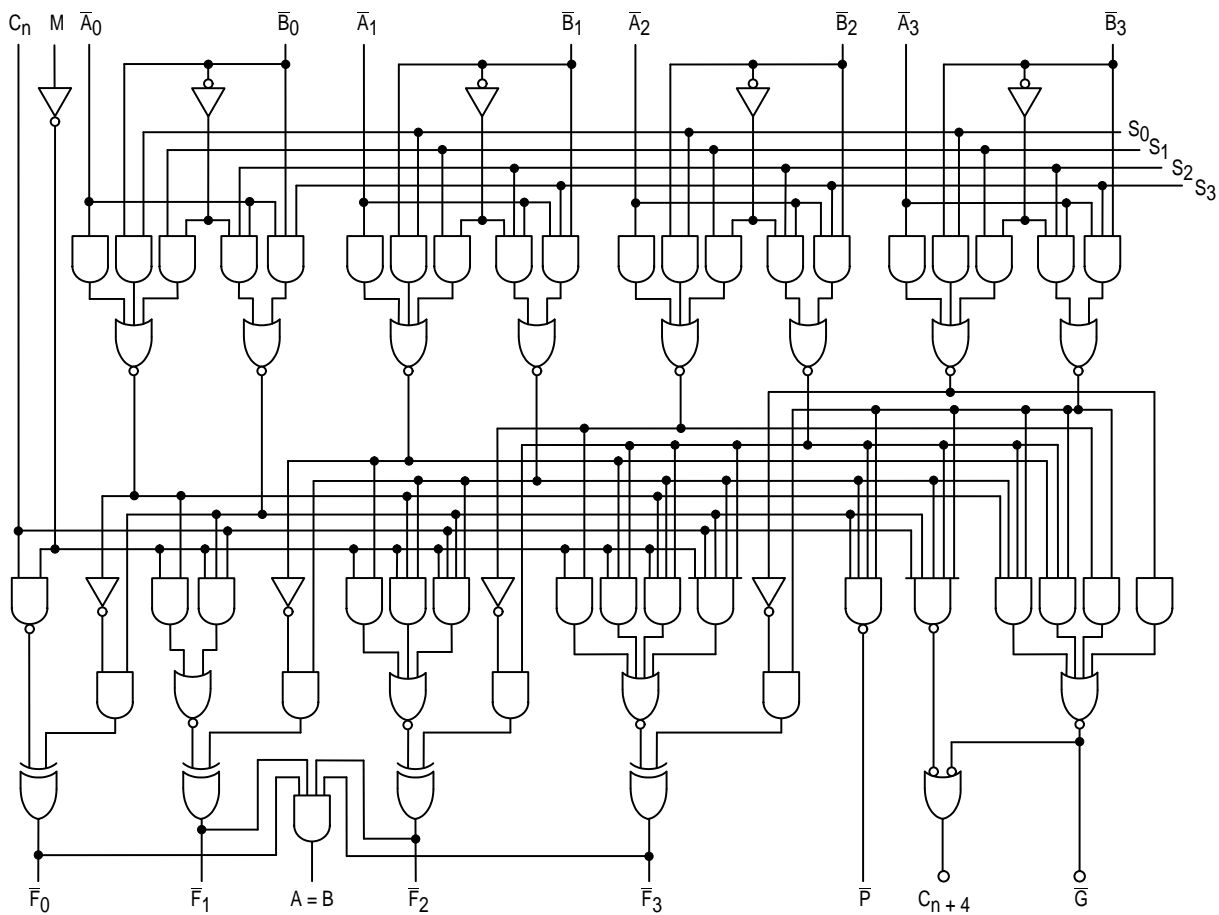 Cₙ M A̅₀ B̅₀ A̅₁ B̅₁ A̅₂ B̅₂ A̅₃ B̅₃
S₀
S₁
S₂
S₃
F̅₀ F̅₁ A = B F̅₂ F̅₃ P̅ Cₙ ₊ ₄ G̅